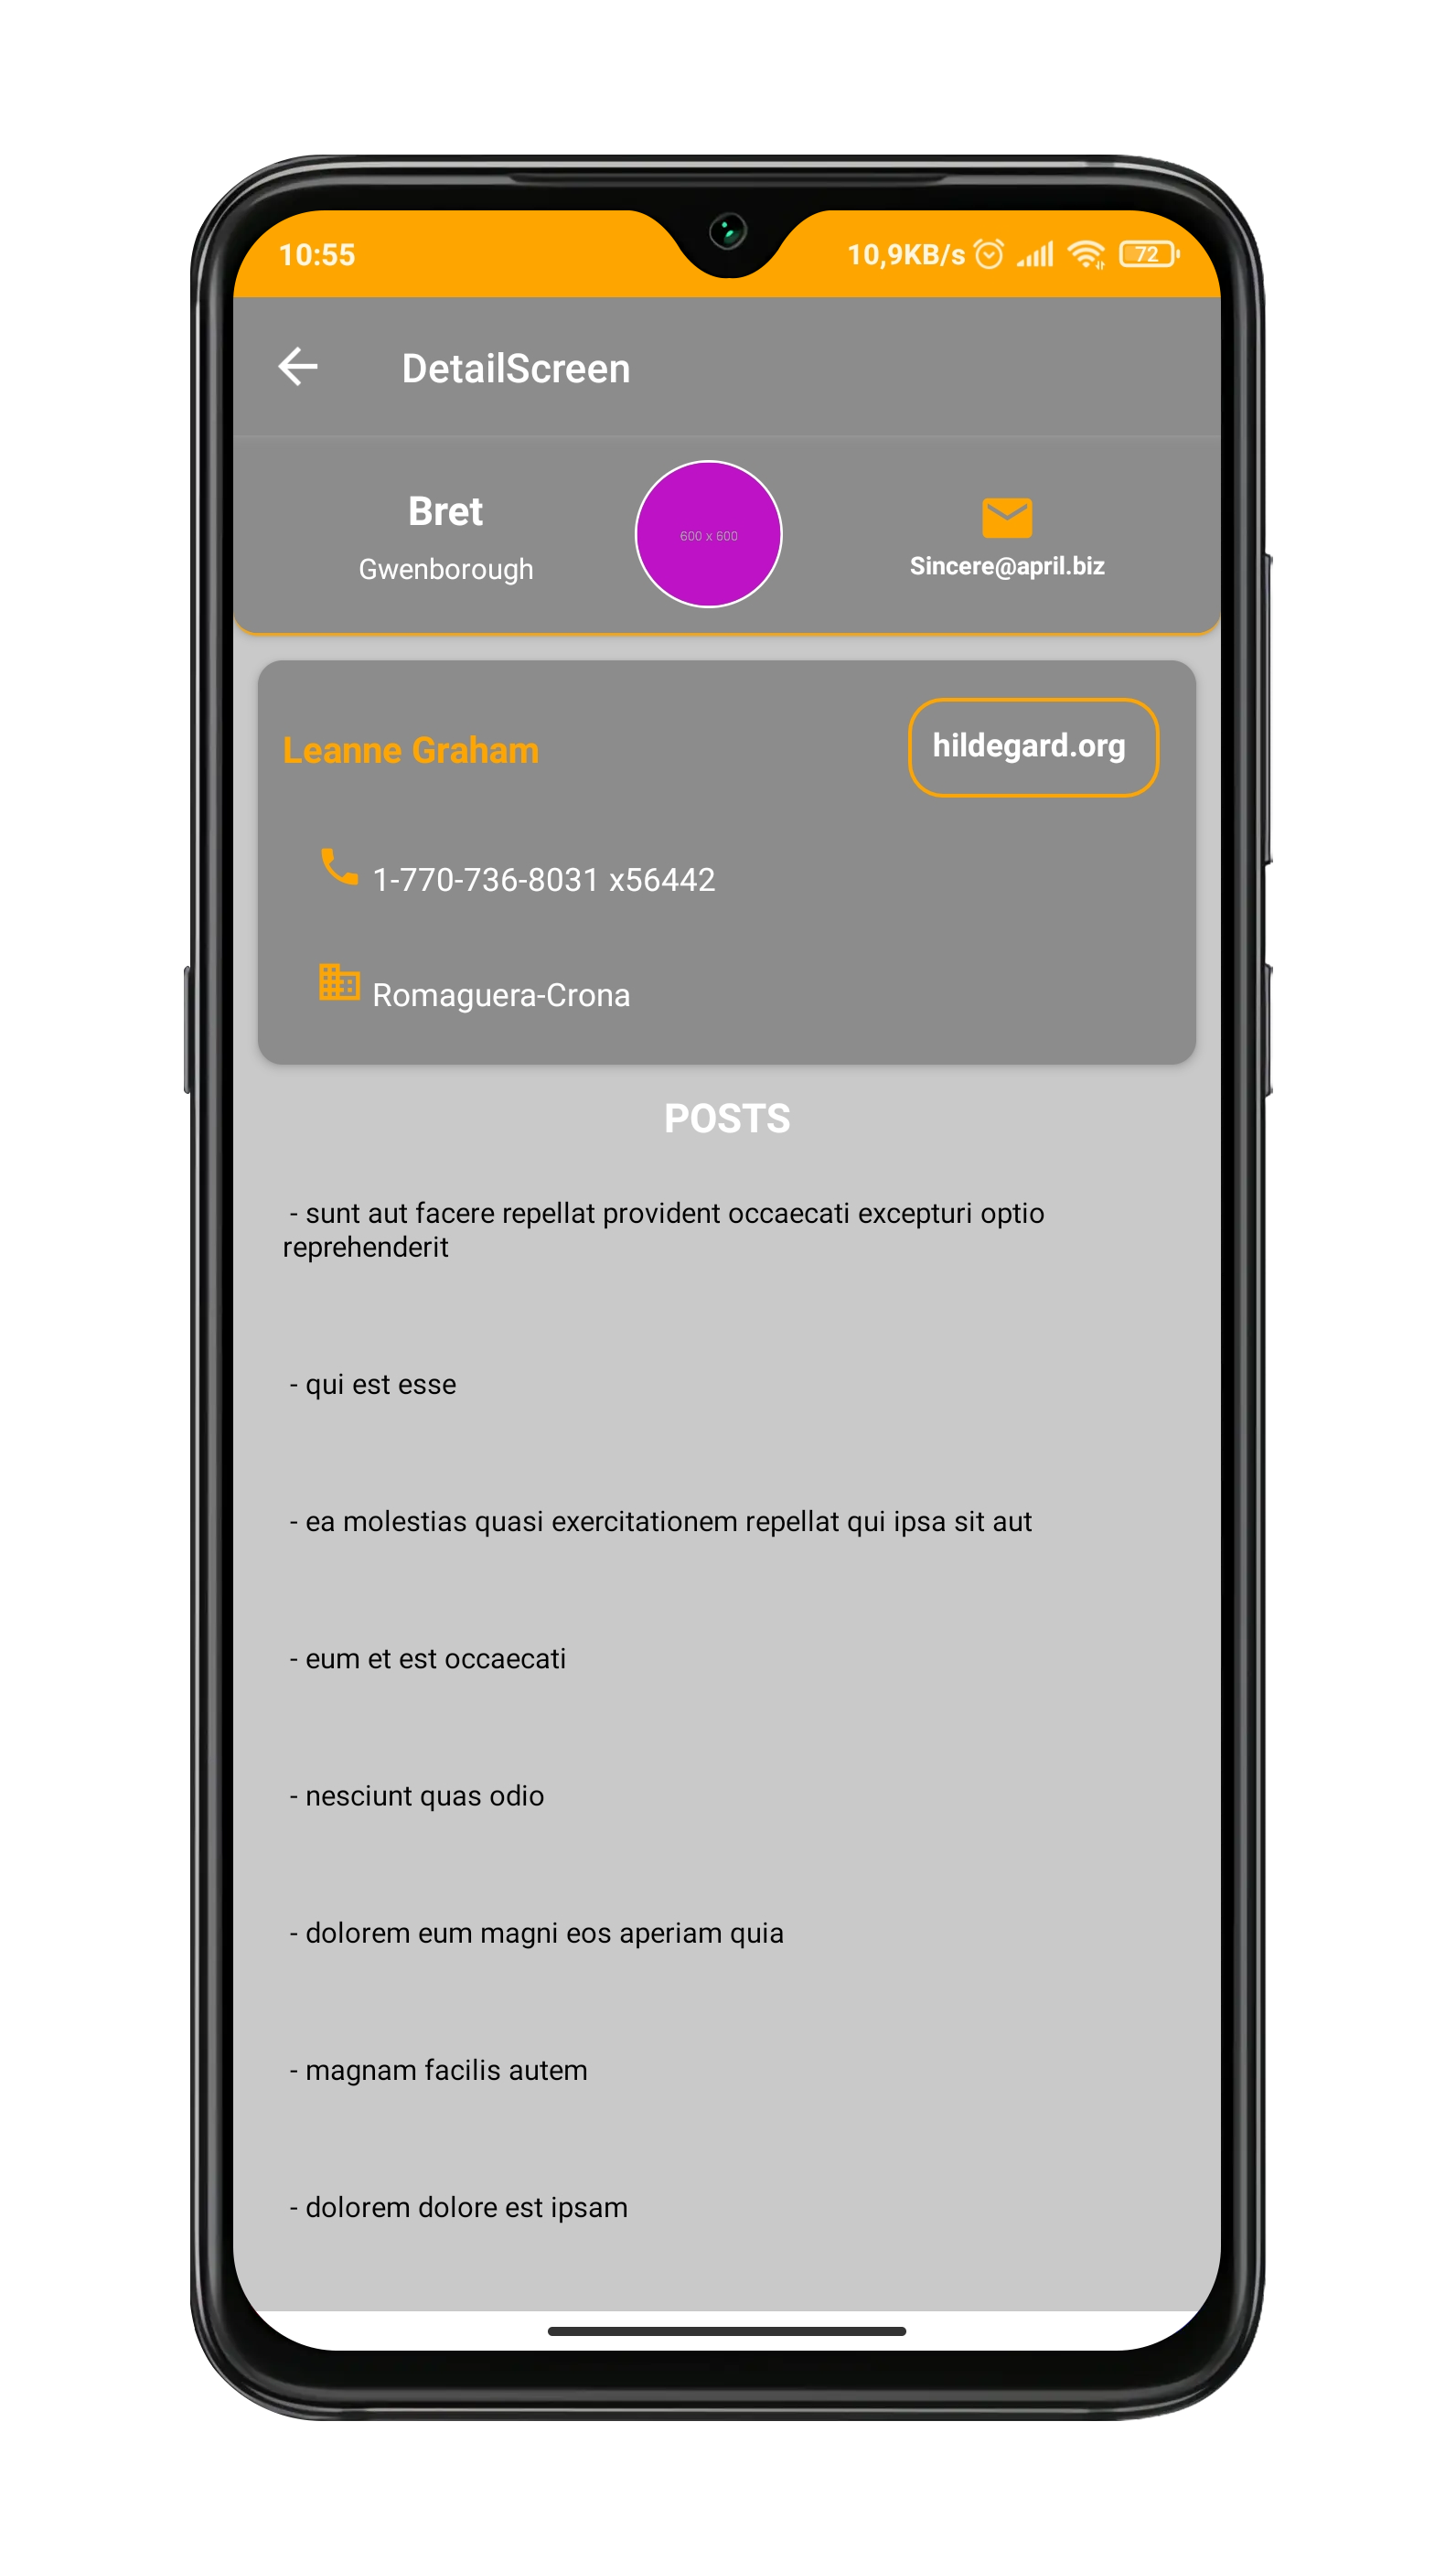 10:55
10,9KB/s
72
DetailScreen
Bret
Gwenborough
600 x 600
Sincere@april.biz
Leanne Graham
hildegard.org
1-770-736-8031 x56442
Romaguera-Crona
POSTS
- sunt aut facere repellat provident occaecati excepturi optio
reprehenderit
- qui est esse
- ea molestias quasi exercitationem repellat qui ipsa sit aut
- eum et est occaecati
- nesciunt quas odio
- dolorem eum magni eos aperiam quia
- magnam facilis autem
- dolorem dolore est ipsam